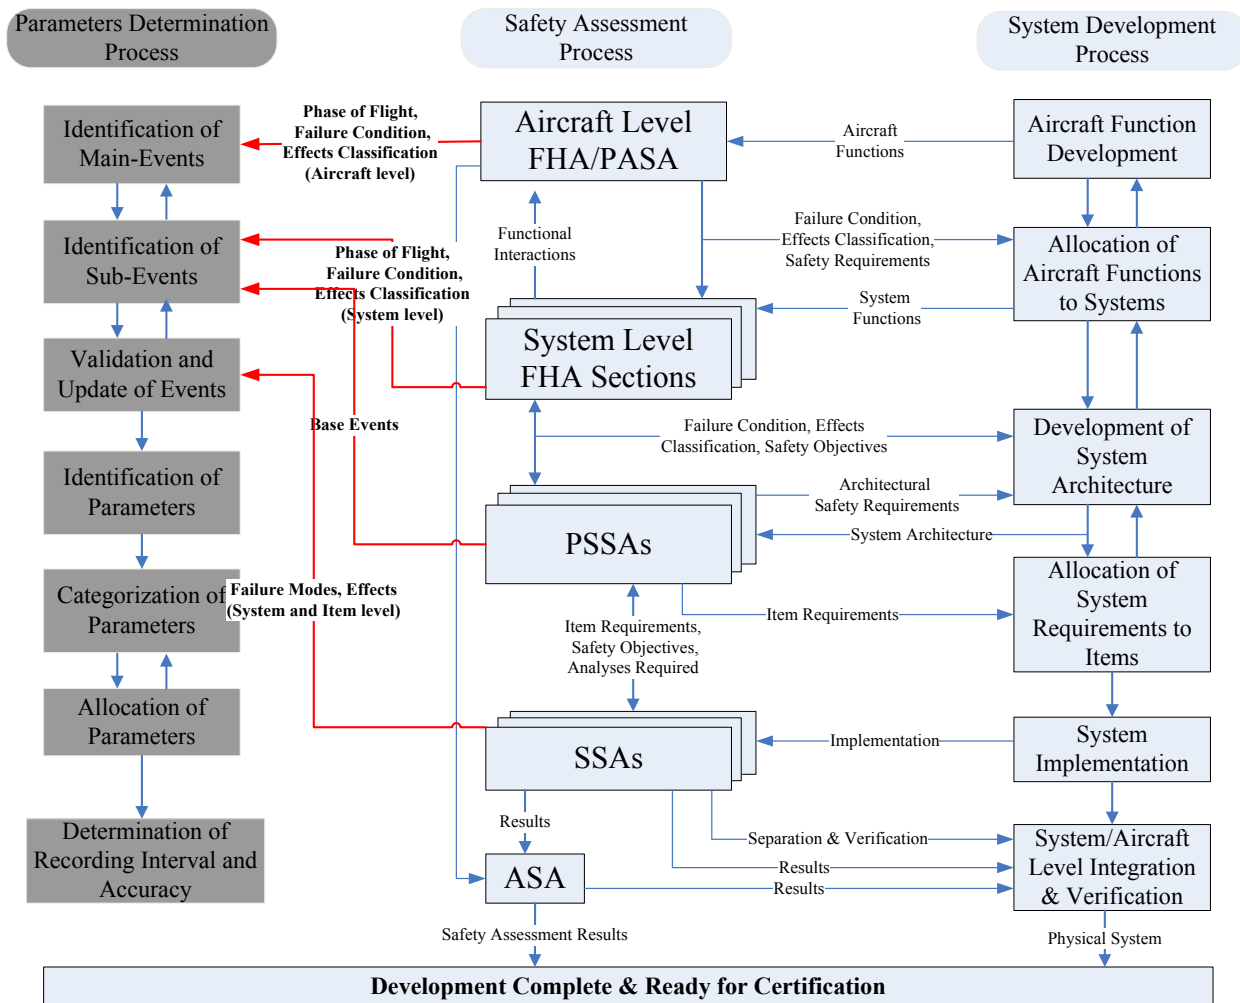 Parameters Determination
Process
Safety Assessment
Process
System Development
Process
Identification of
Main-Events
Phase of Flight,
Failure Condition,
Effects Classification
(Aircraft level)
Aircraft Level
FHA/PASA
Aircraft
Functions
Aircraft Function
Development
Identification of
Sub-Events
Phase of Flight,
Failure Condition,
Effects Classification
(System level)
Functional
Interactions
Failure Condition,
Effects Classification,
Safety Requirements
Allocation of
Aircraft Functions
to Systems
System
Functions
Validation and
Update of Events
System Level
FHA Sections
Base Events
Failure Condition, Effects
Classification, Safety Objectives
Development of
System
Architecture
Identification of
Parameters
Architectural
Safety Requirements
PSSAs
System Architecture
Categorization of
Parameters
Failure Modes, Effects
(System and Item level)
Item Requirements
Allocation of
System
Requirements to
Items
Item Requirements,
Safety Objectives,
Analyses Required
Allocation of
Parameters
SSAs
Implementation
System
Implementation
Determination of
Recording Interval and
Accuracy
Results
Separation & Verification
Results
Results
System/Aircraft
Level Integration
& Verification
ASA
Safety Assessment Results
Physical System
Development Complete & Ready for Certification